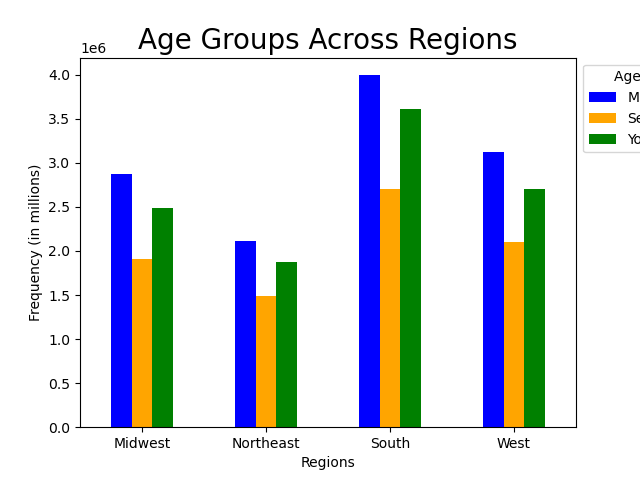 Age Groups Across Regions
1e6
Age
M
Se
Yo
4.0
3.5
3.0
2.5
2.0
1.5
1.0
0.5
0.0
Frequency (in millions)
Midwest Northeast South West
Regions